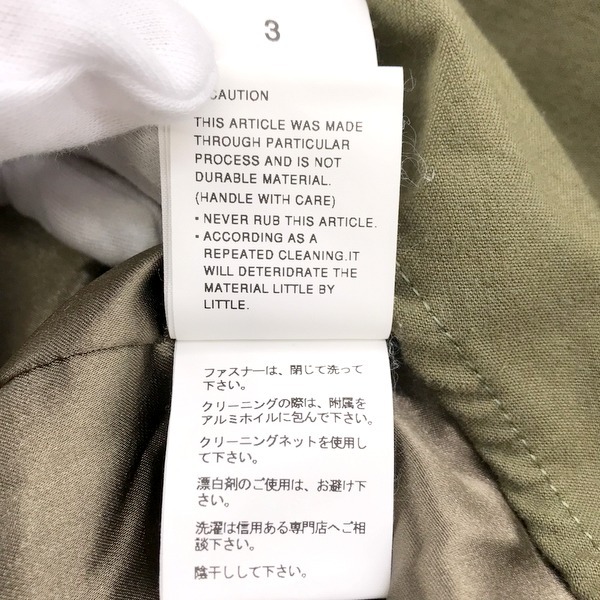 3
CAUTION
THIS ARTICLE WAS MADE
THROUGH PARTICULAR
PROCESS AND IS NOT
DURABLE MATERIAL.
(HANDLE WITH CARE)
・NEVER RUB THIS ARTICLE.
・ACCORDING AS A
REPEATED CLEANING.IT
WILL DETERIDRATE THE
MATERIAL LITTLE BY
LITTLE.
ファスナーは、閉じて洗って
下さい。
クリーニングの際は、附属を
アルミホイルに包んで下さい。
クリーニングネットを使用し
て下さい。
漂白剤のご使用は、お避け下
さい。
洗濯は信用ある専門店へご相
談下さい。
陰干しして下さい。